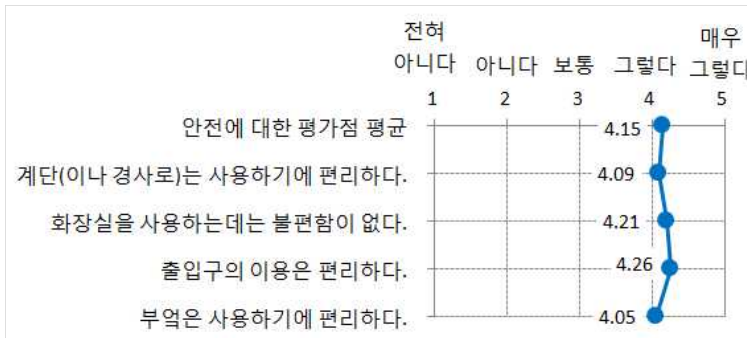 전혀 아니다 아니다 보통 그렇다 매우 그렇다
1 2 3 4 5
안전에 대한 평가점 평균 4.15
계단(이나 경사로)는 사용하기에 편리하다. 4.09
화장실을 사용하는데는 불편함이 없다. 4.21
출입구의 이용은 편리하다. 4.26
부엌은 사용하기에 편리하다. 4.05